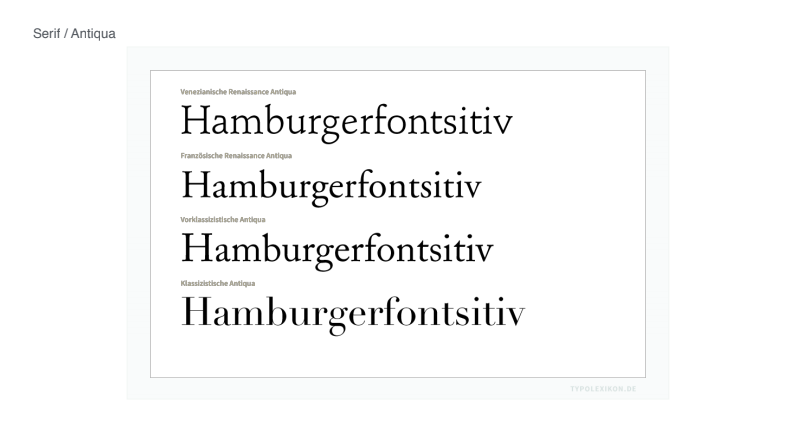 Serif / Antiqua
Venezianische Renaissance Antiqua
Hamburgerfontsitiv
Französische Renaissance Antiqua
Hamburgerfontsitiv
Vorklassizistische Antiqua
Hamburgerfontsitiv
Klassizistische Antiqua
Hamburgerfontsitiv
TYPOLEXIKON.DE